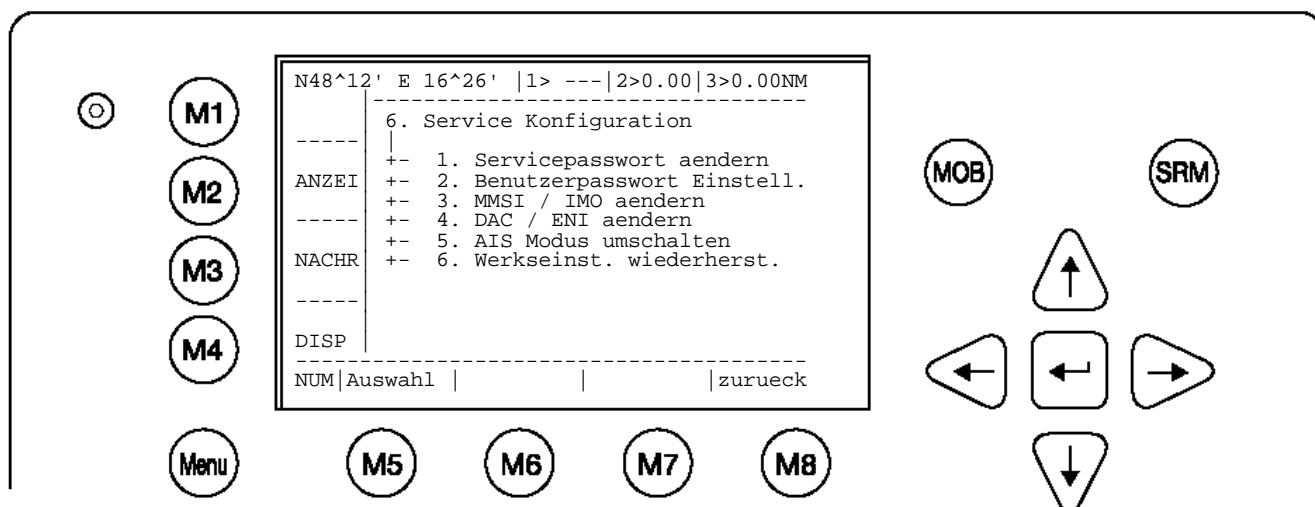 N48^12' E 16^26' |1> ---|2>0.00|3>0.00NM
----------------------------------
6. Service Konfiguration
-----
+- 1. Servicepasswort aendern
ANZEI +- 2. Benutzerpasswort Einstell.
+- 3. MMSI / IMO aendern
----- +- 4. DAC / ENI aendern
+- 5. AIS Modus umschalten
NACHR +- 6. Werkseinst. wiederherst.
-----
DISP
----------------------------------------
NUM|Auswahl | | |zurueck
M1
M2
M3
M4
Menu
M5
M6
M7
M8
MOB
SRM